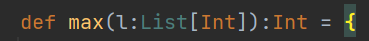 def max(l:List[Int]):Int = {